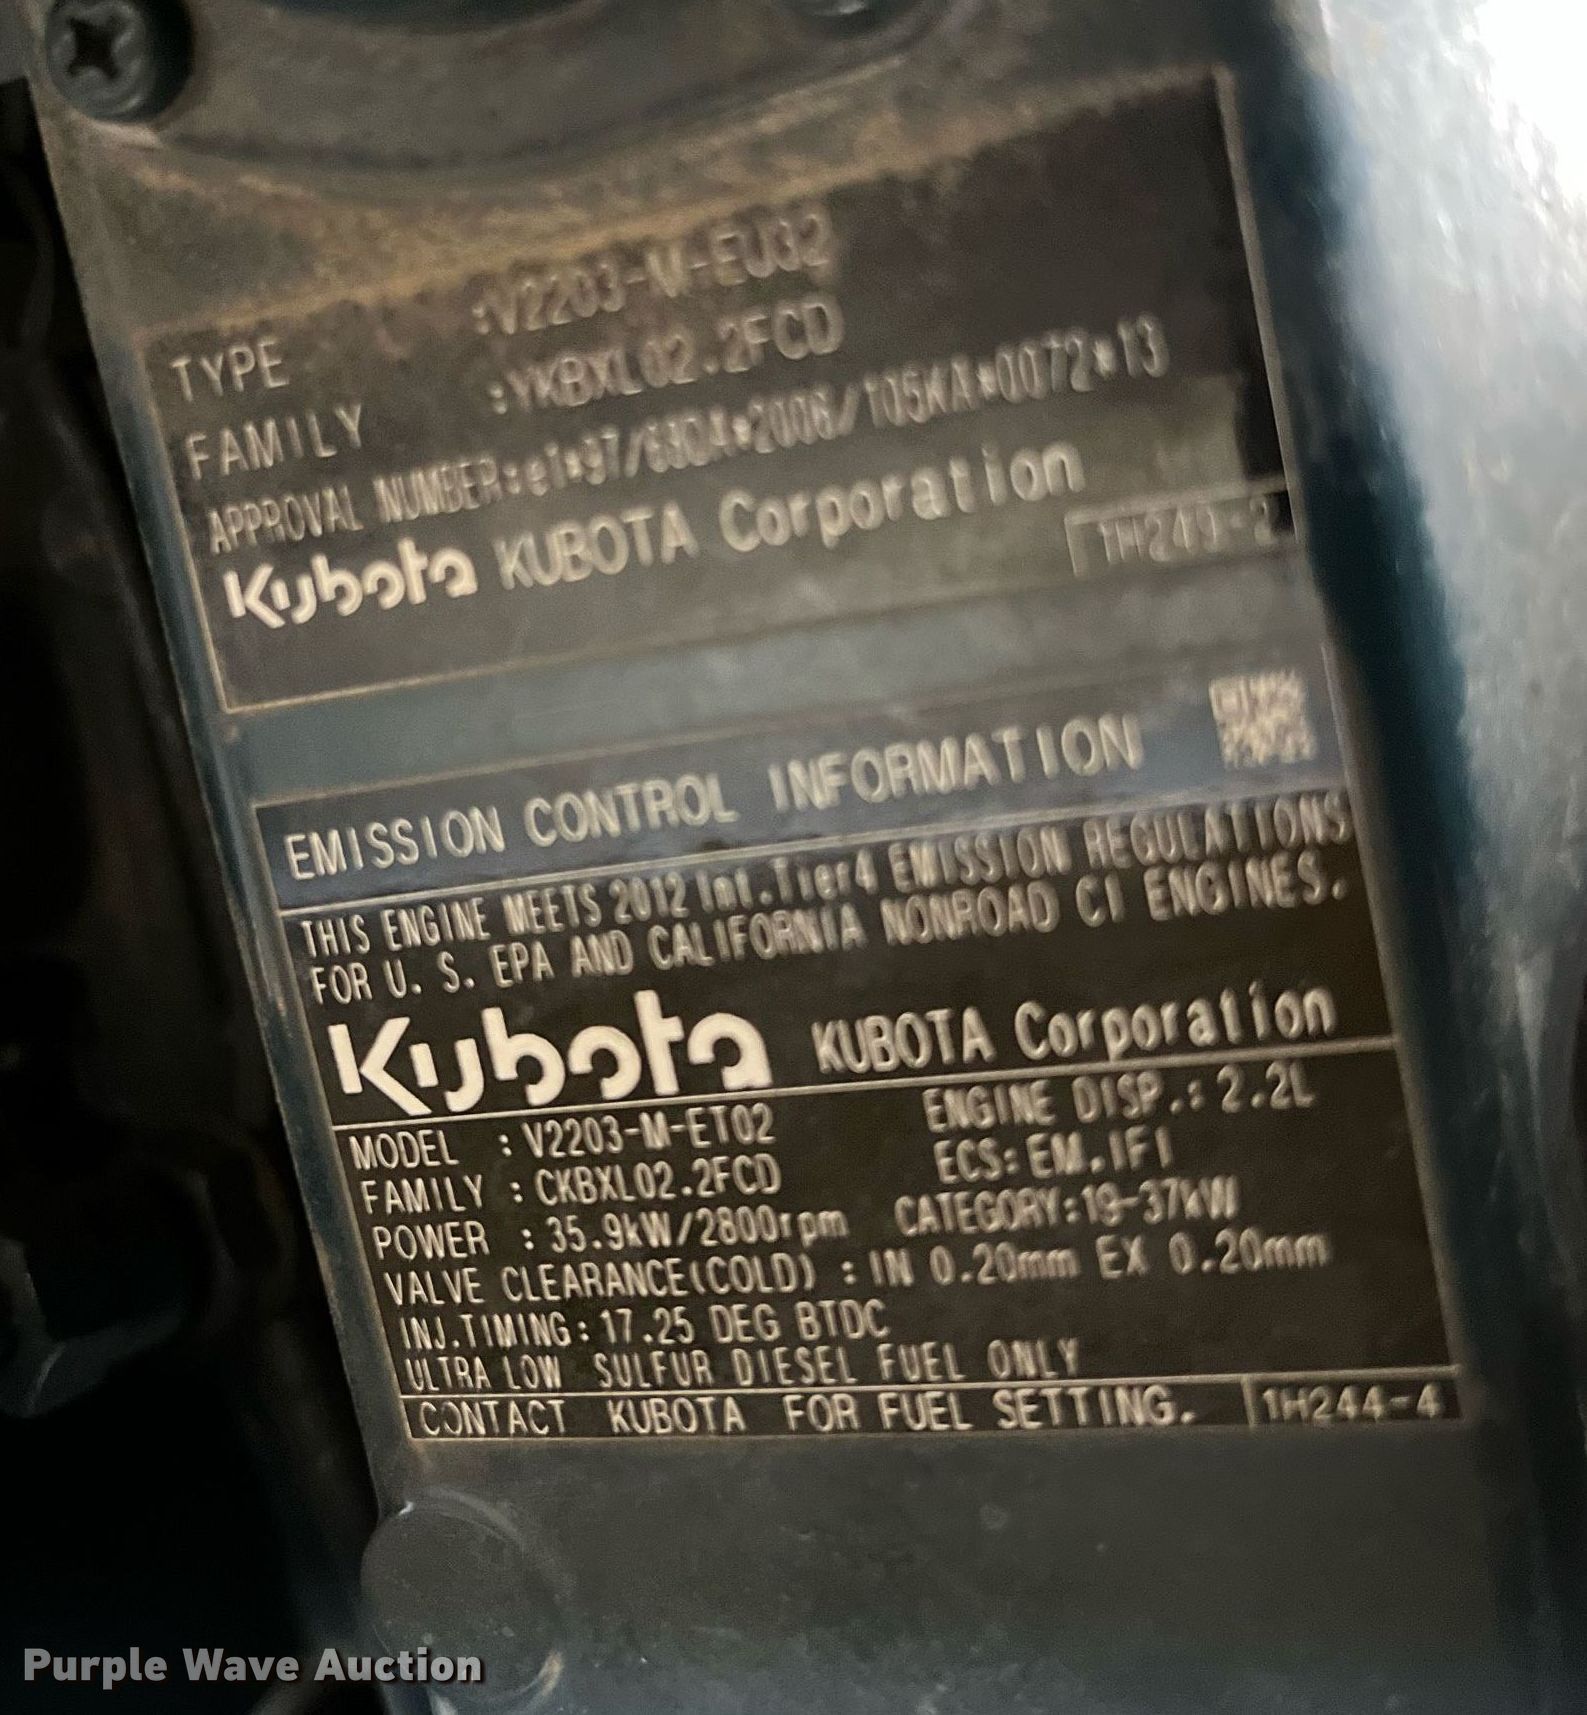 TYPE :V2203-M-EU32
FAMILY :YKBXL02.2FCD
APPROVAL NUMBER:e1*97/68DA*2006/T05KA*0072*13
Kubota KUBOTA Corporation
1H249-2
EMISSION CONTROL INFORMATION
THIS ENGINE MEETS 2012 Int.Tier4 EMISSION REGULATIONS
FOR U. S. EPA AND CALIFORNIA NONROAD CI ENGINES.
Kubota KUBOTA Corporation
MODEL : V2203-M-ET02 ENGINE DISP.: 2.2L
FAMILY : CKBXL02.2FCD ECS: EM.IFI
POWER : 35.9kW/2800rpm CATEGORY:19-37kW
VALVE CLEARANCE(COLD) : IN 0.20mm EX 0.20mm
INJ.TIMING: 17.25 DEG BTDC
ULTRA LOW SULFUR DIESEL FUEL ONLY
CONTACT KUBOTA FOR FUEL SETTING. 1H244-4
Purple Wave Auction